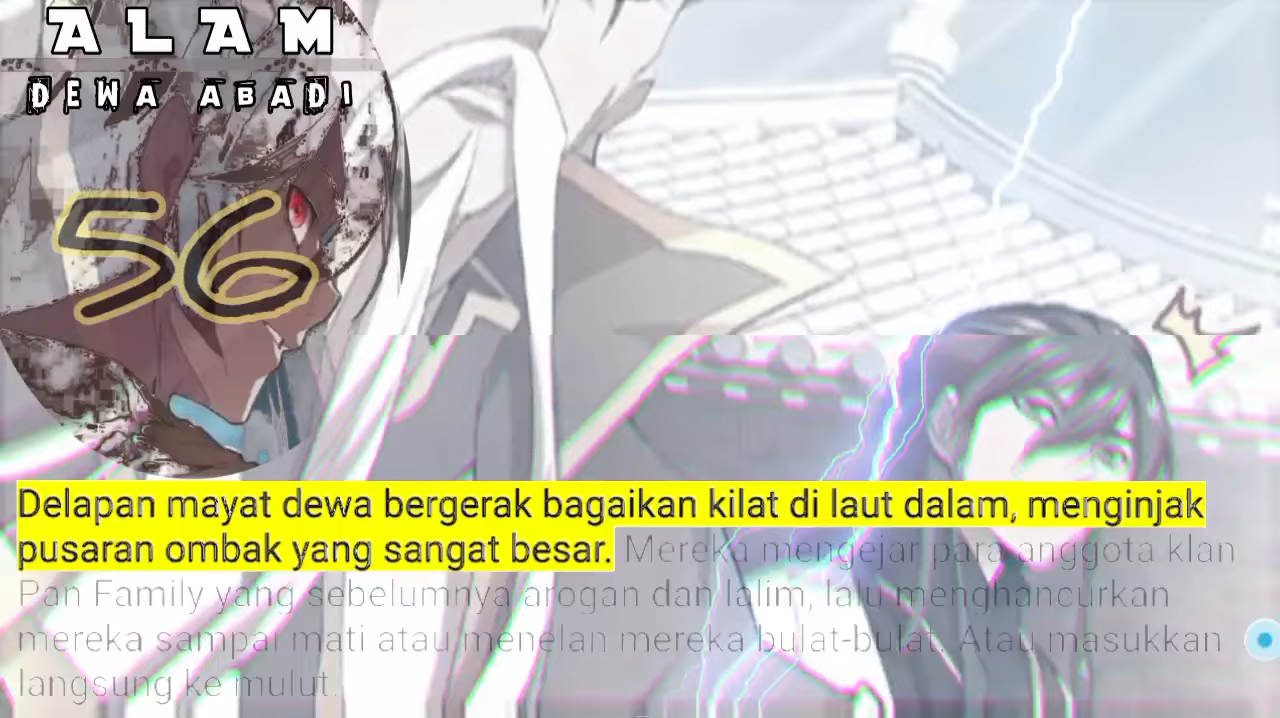 ALAM
DEWA ABADI
56
Delapan mayat dewa bergerak bagaikan kilat di laut dalam, menginjak
pusaran ombak yang sangat besar. Mereka mengejar para anggota klan
Pan Family yang sebelumnya arogan dan lalim, lalu menghancurkan
mereka sampai mati atau menelan mereka bulat-bulat. Atau masukkan
langsung ke mulut.